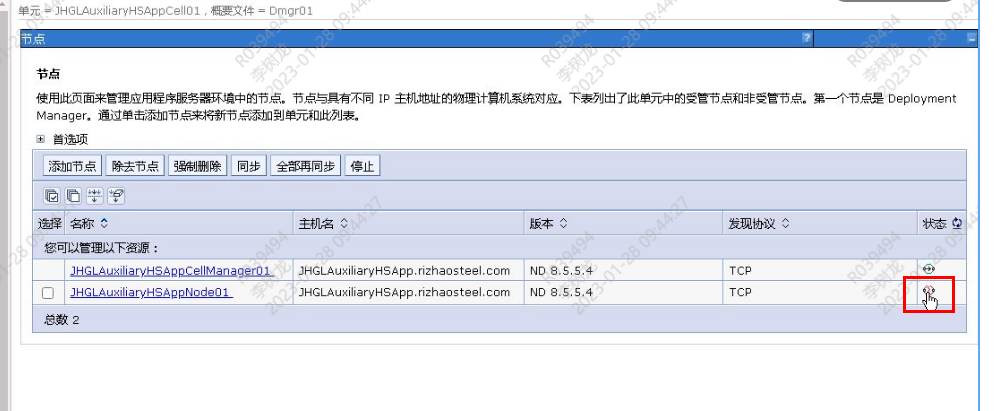 单元 = JHGLAuxiliaryHSAppCell01，概要文件 = Dmgr01
节点
节点
使用此页面来管理应用程序服务器环境中的节点。节点与具有不同 IP 主机地址的物理计算机系统对应。下表列出了此单元中的受管节点和非受管节点。第一个节点是 Deployment
Manager。通过单击添加节点来将新节点添加到单元和此列表。
首选项
添加节点 除去节点 强制删除 同步 全部再同步 停止
选择 名称 主机名 版本 发现协议 状态
您可以管理以下资源：
JHGLAuxiliaryHSAppCellManager01 JHGLAuxiliaryHSApp.rizhaosteel.com ND 8.5.5.4 TCP
JHGLAuxiliaryHSAppNode01 JHGLAuxiliaryHSApp.rizhaosteel.com ND 8.5.5.4 TCP
总数 2
R039494
李树龙
2023-01-28 09:44:27